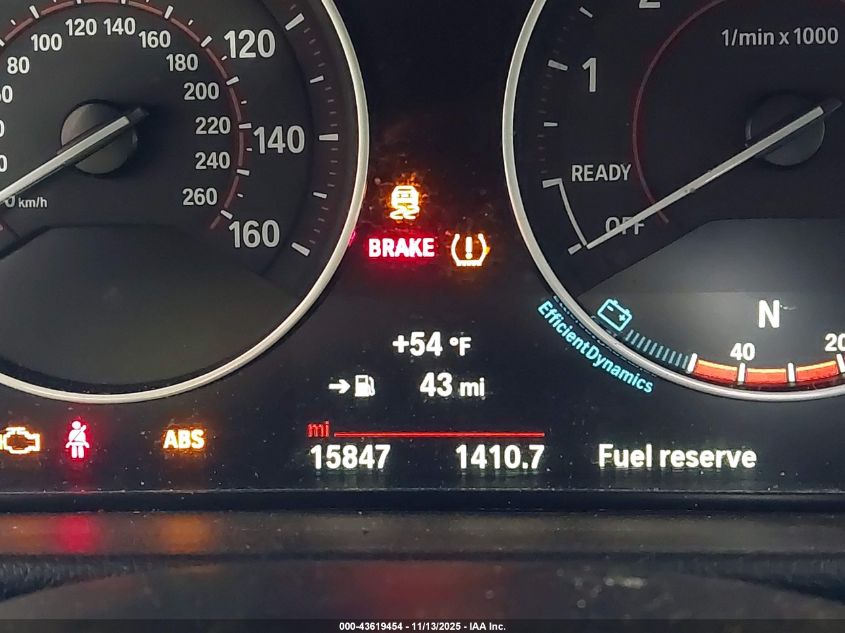 80 100 120 140 160 180 200 220 240 260
km/h
120
140
160
1/min x 1000
1
READY
OFF
BRAKE
+54 °F
43 mi
EfficientDynamics
N
40 20
ABS
mi
15847 1410.7
Fuel reserve
000-43619454 - 11/13/2025 - IAA Inc.